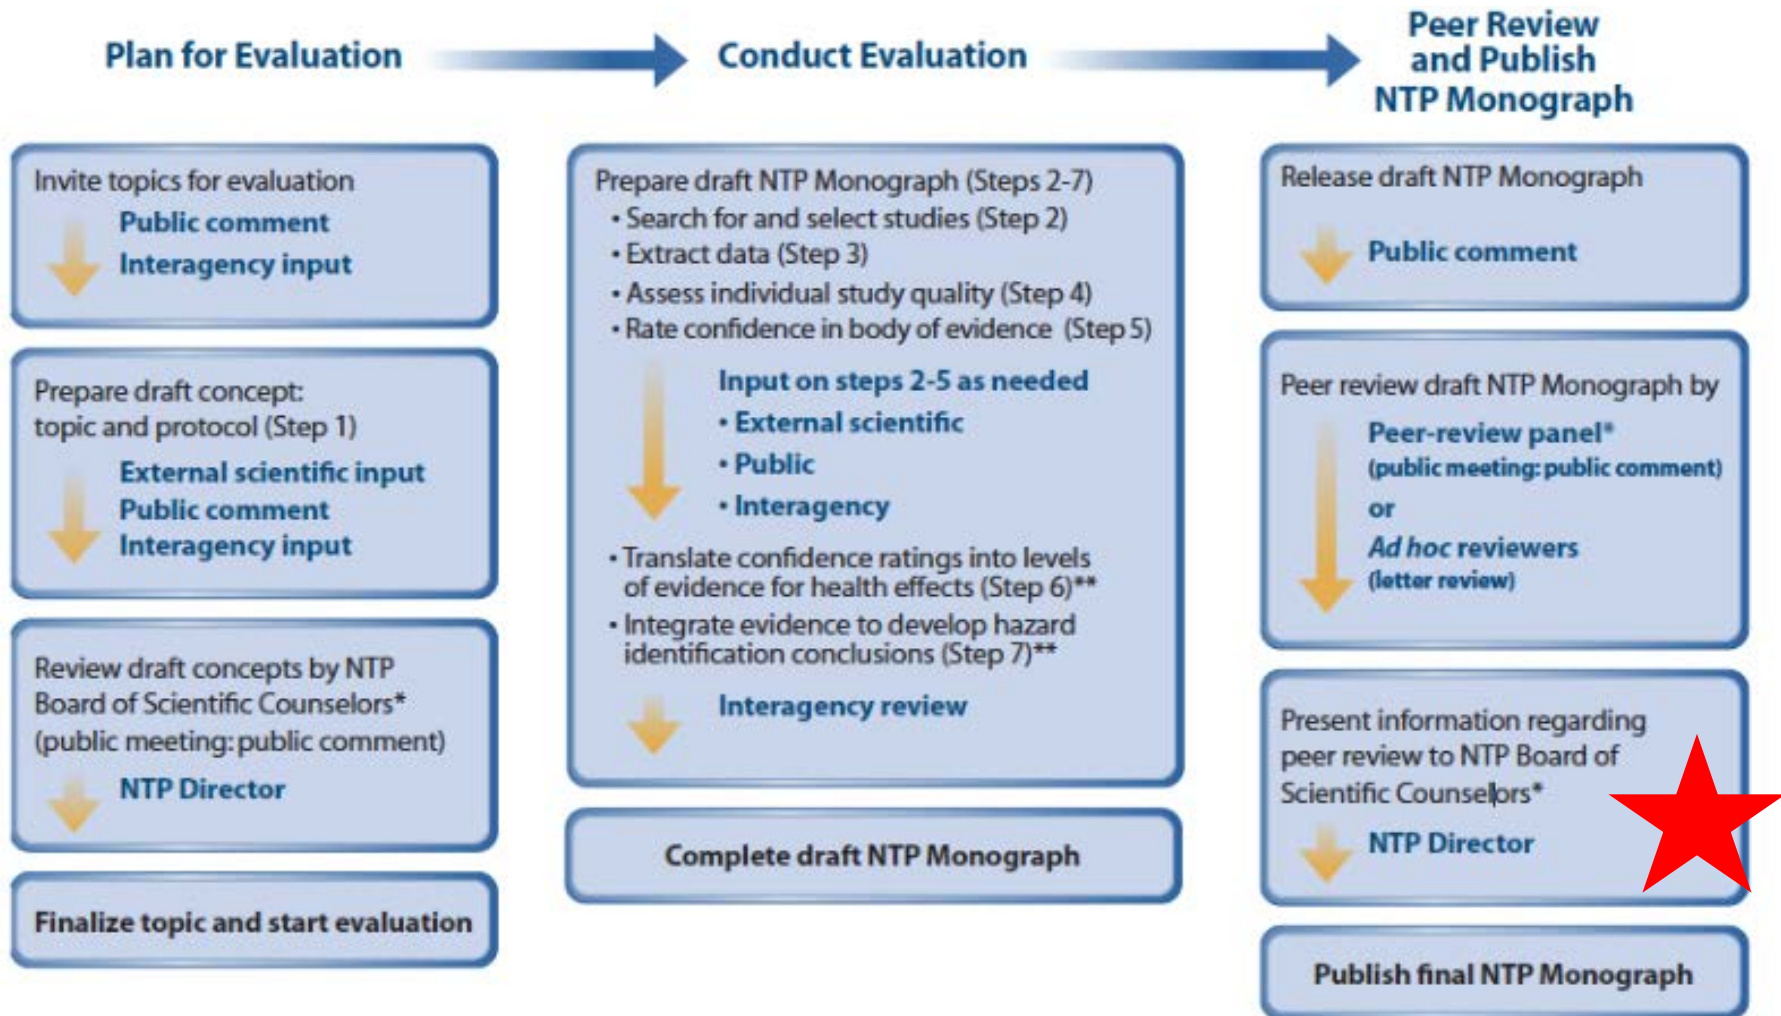 Plan for Evaluation
Conduct Evaluation
Peer Review
and Publish
NTP Monograph
Invite topics for evaluation
Public comment
Interagency input
Prepare draft concept:
topic and protocol (Step 1)
External scientific input
Public comment
Interagency input
Review draft concepts by NTP
Board of Scientific Counselors*
(public meeting: public comment)
NTP Director
Finalize topic and start evaluation
Prepare draft NTP Monograph (Steps 2-7)
• Search for and select studies (Step 2)
• Extract data (Step 3)
• Assess individual study quality (Step 4)
• Rate confidence in body of evidence (Step 5)
Input on steps 2-5 as needed
• External scientific
• Public
• Interagency
• Translate confidence ratings into levels
of evidence for health effects (Step 6)**
• Integrate evidence to develop hazard
identification conclusions (Step 7)**
Interagency review
Complete draft NTP Monograph
Release draft NTP Monograph
Public comment
Peer review draft NTP Monograph by
Peer-review panel*
(public meeting: public comment)
or
Ad hoc reviewers
(letter review)
Present information regarding
peer review to NTP Board of
Scientific Counselors*
NTP Director
Publish final NTP Monograph